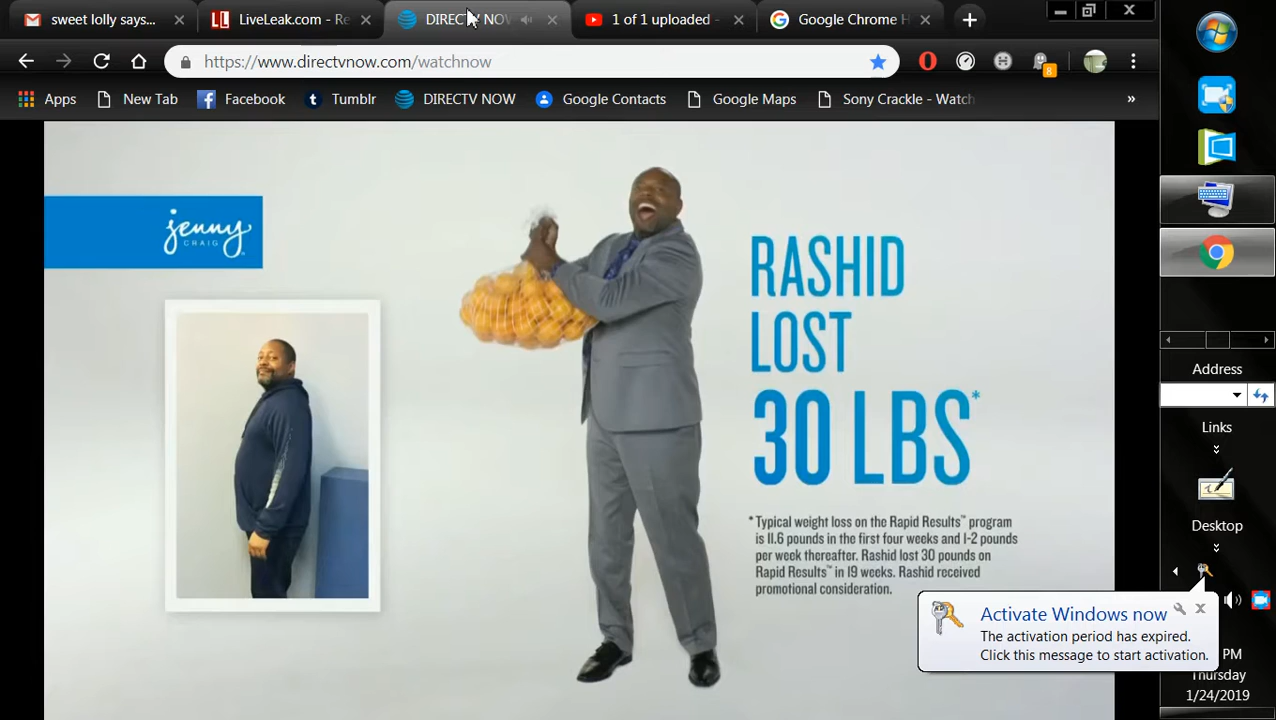 sweet lolly says...
LiveLeak.com - Re
DIRECTV NOW
1 of 1 uploaded -
Google Chrome H
https://www.directvnow.com/watchnow
8
Apps
New Tab
Facebook
Tumblr
DIRECTV NOW
Google Contacts
Google Maps
Sony Crackle - Watch
»
jenny
CRAIG
RASHID
LOST
30 LBS*
* Typical weight loss on the Rapid Results™ program
is 11.6 pounds in the first four weeks and 1-2 pounds
per week thereafter. Rashid lost 30 pounds on
Rapid Results™ in 19 weeks. Rashid received
promotional consideration.
Address
Links
Desktop
Activate Windows now
The activation period has expired.
Click this message to start activation.
PM
Thursday
1/24/2019